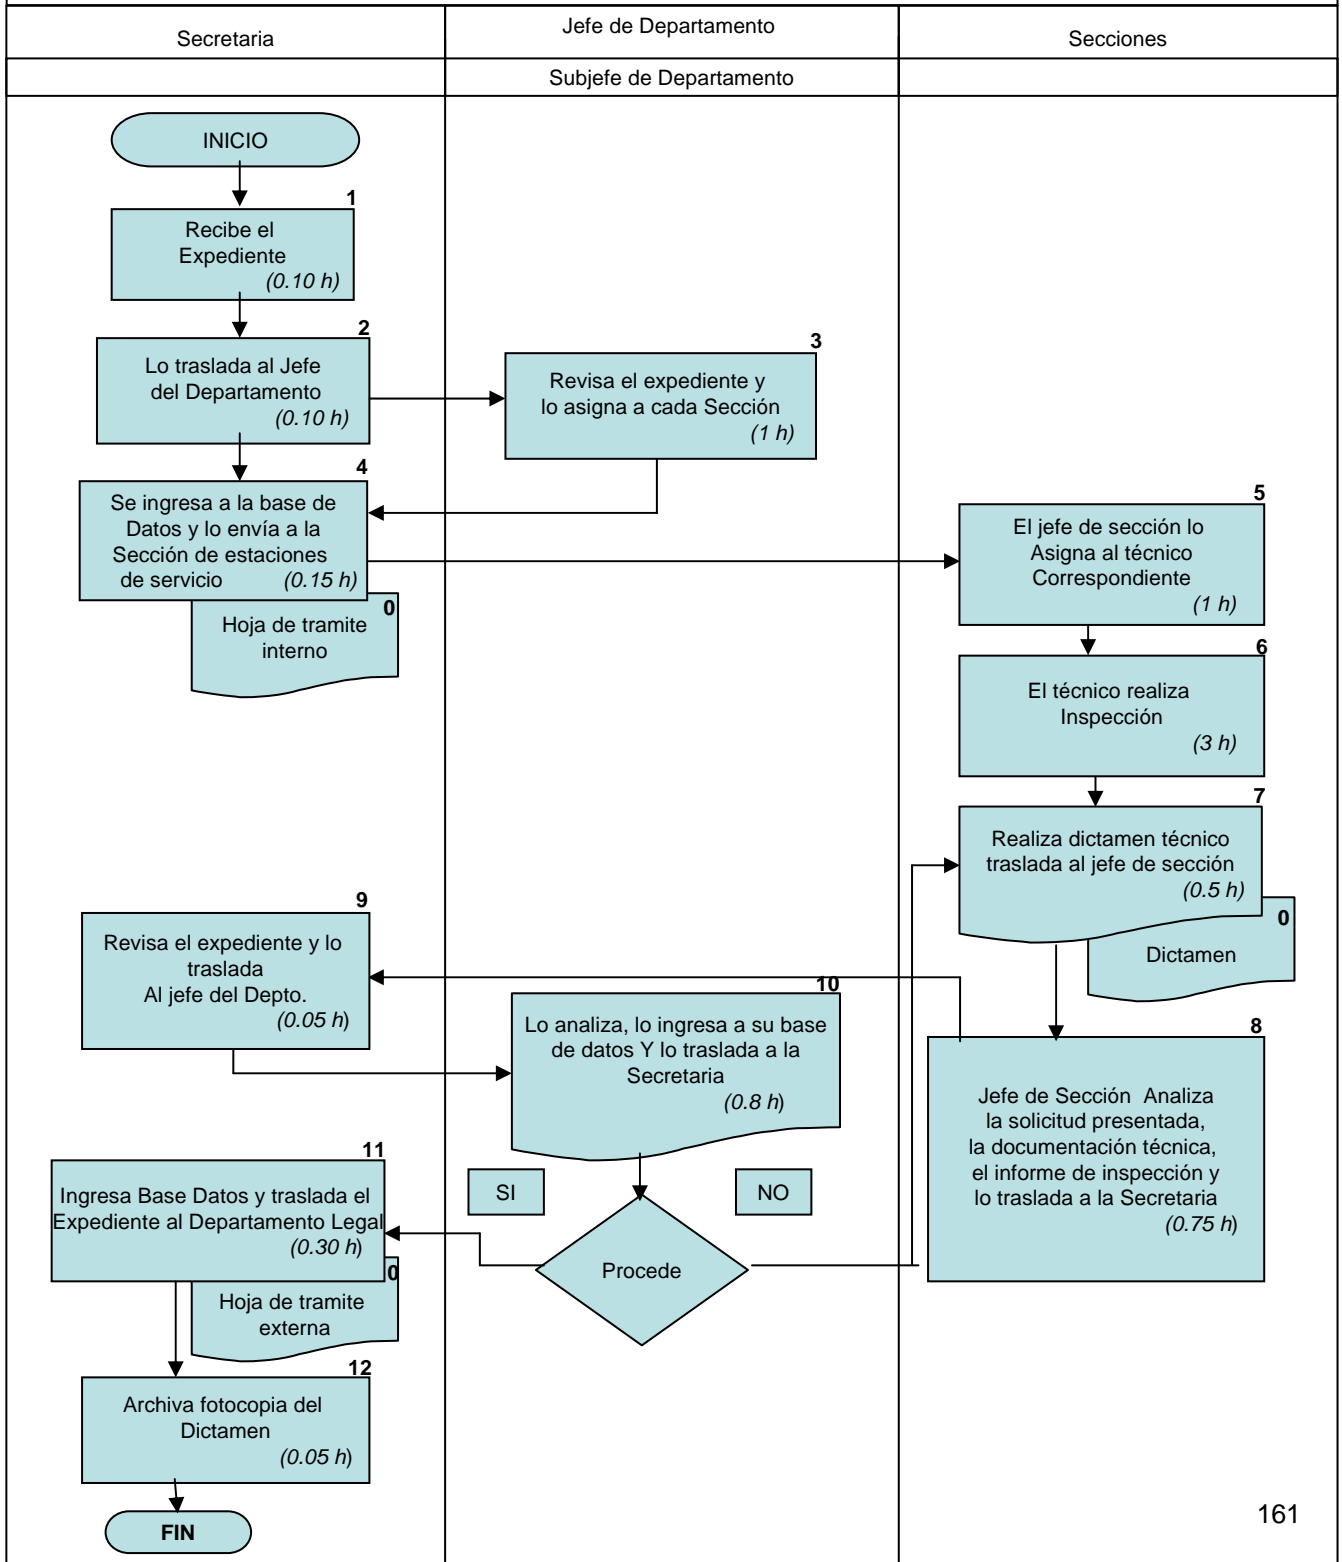 Secretaria
Jefe de Departamento
Secciones
Subjefe de Departamento
INICIO
1
Recibe el
Expediente
(0.10 h)
2
Lo traslada al Jefe
del Departamento
(0.10 h)
3
Revisa el expediente y
lo asigna a cada Sección
(1 h)
4
Se ingresa a la base de
Datos y lo envía a la
Sección de estaciones
de servicio (0.15 h)
0
Hoja de tramite
interno
5
El jefe de sección lo
Asigna al técnico
Correspondiente
(1 h)
6
El técnico realiza
Inspección
(3 h)
7
Realiza dictamen técnico
traslada al jefe de sección
(0.5 h)
0
Dictamen
8
Jefe de Sección Analiza
la solicitud presentada,
la documentación técnica,
el informe de inspección y
lo traslada a la Secretaria
(0.75 h)
9
Revisa el expediente y lo
traslada
Al jefe del Depto.
(0.05 h)
10
Lo analiza, lo ingresa a su base
de datos Y lo traslada a la
Secretaria
(0.8 h)
SI
NO
Procede
11
Ingresa Base Datos y traslada el
Expediente al Departamento Legal
(0.30 h)
0
Hoja de tramite
externa
12
Archiva fotocopia del
Dictamen
(0.05 h)
FIN
161